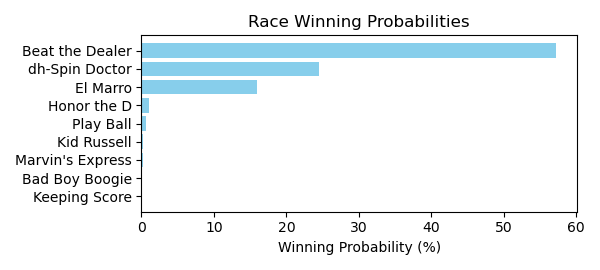 Race Winning Probabilities
Beat the Dealer
dh-Spin Doctor
El Marro
Honor the D
Play Ball
Kid Russell
Marvin's Express
Bad Boy Boogie
Keeping Score
0 10 20 30 40 50 60
Winning Probability (%)